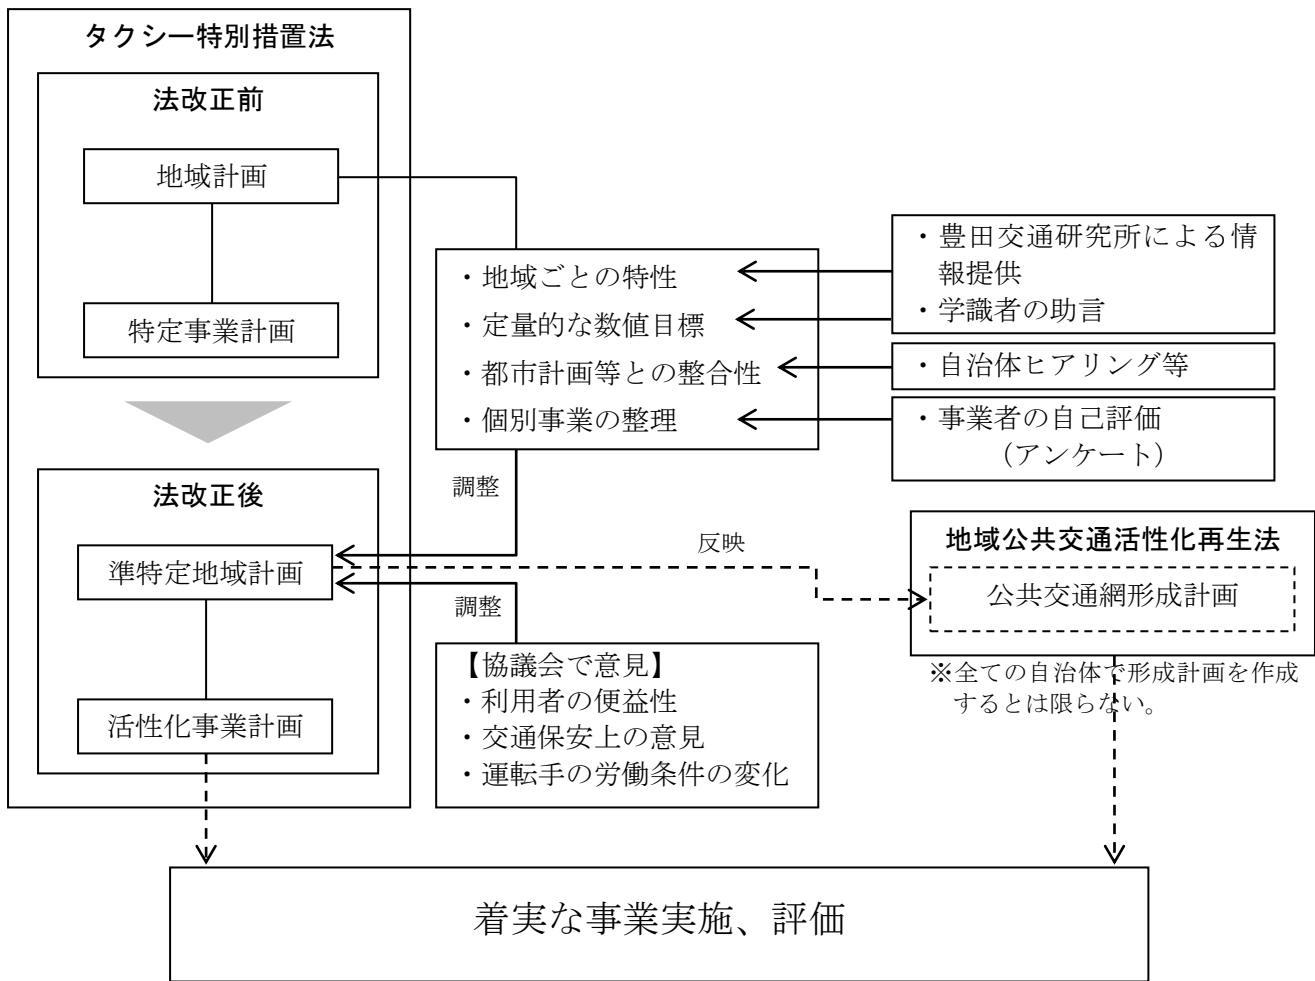 タクシー特別措置法
法改正前
地域計画
特定事業計画
・地域ごとの特性
・定量的な数値目標
・都市計画等との整合性
・個別事業の整理
・豊田交通研究所による情
報提供
・学識者の助言
・自治体ヒアリング等
・事業者の自己評価
（アンケート）
調整
法改正後
準特定地域計画
活性化事業計画
反映
調整
【協議会で意見】
・利用者の便益性
・交通保安上の意見
・運転手の労働条件の変化
地域公共交通活性化再生法
公共交通網形成計画
※全ての自治体で形成計画を作成
するとは限らない。
着実な事業実施、評価